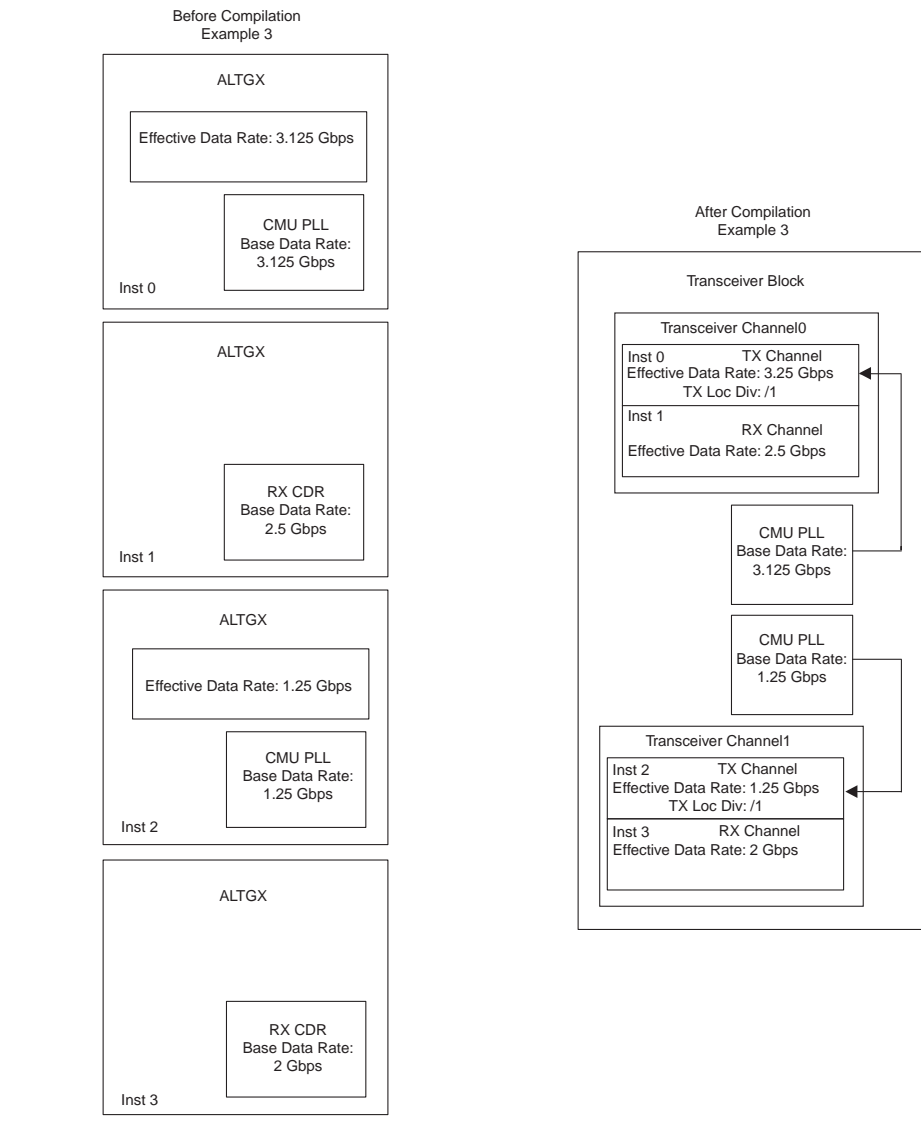 Before Compilation
Example 3
ALTGX
Effective Data Rate: 3.125 Gbps
CMU PLL
Base Data Rate:
3.125 Gbps
Inst 0
ALTGX
RX CDR
Base Data Rate:
2.5 Gbps
Inst 1
ALTGX
Effective Data Rate: 1.25 Gbps
CMU PLL
Base Data Rate:
1.25 Gbps
Inst 2
ALTGX
RX CDR
Base Data Rate:
2 Gbps
Inst 3
After Compilation
Example 3
Transceiver Block
Transceiver Channel0
Inst 0 TX Channel
Effective Data Rate: 3.25 Gbps
TX Loc Div: /1
Inst 1
RX Channel
Effective Data Rate: 2.5 Gbps
CMU PLL
Base Data Rate:
3.125 Gbps
CMU PLL
Base Data Rate:
1.25 Gbps
Transceiver Channel1
Inst 2 TX Channel
Effective Data Rate: 1.25 Gbps
TX Loc Div: /1
Inst 3 RX Channel
Effective Data Rate: 2 Gbps